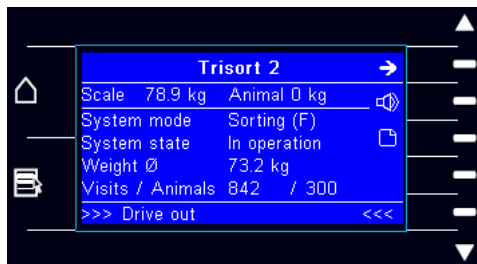 Trisort 2
Scale 78.9 kg Animal 0 kg
System mode Sorting (F)
System state In operation
Weight Ø 73.2 kg
Visits / Animals 842 / 300
>>> Drive out <<<